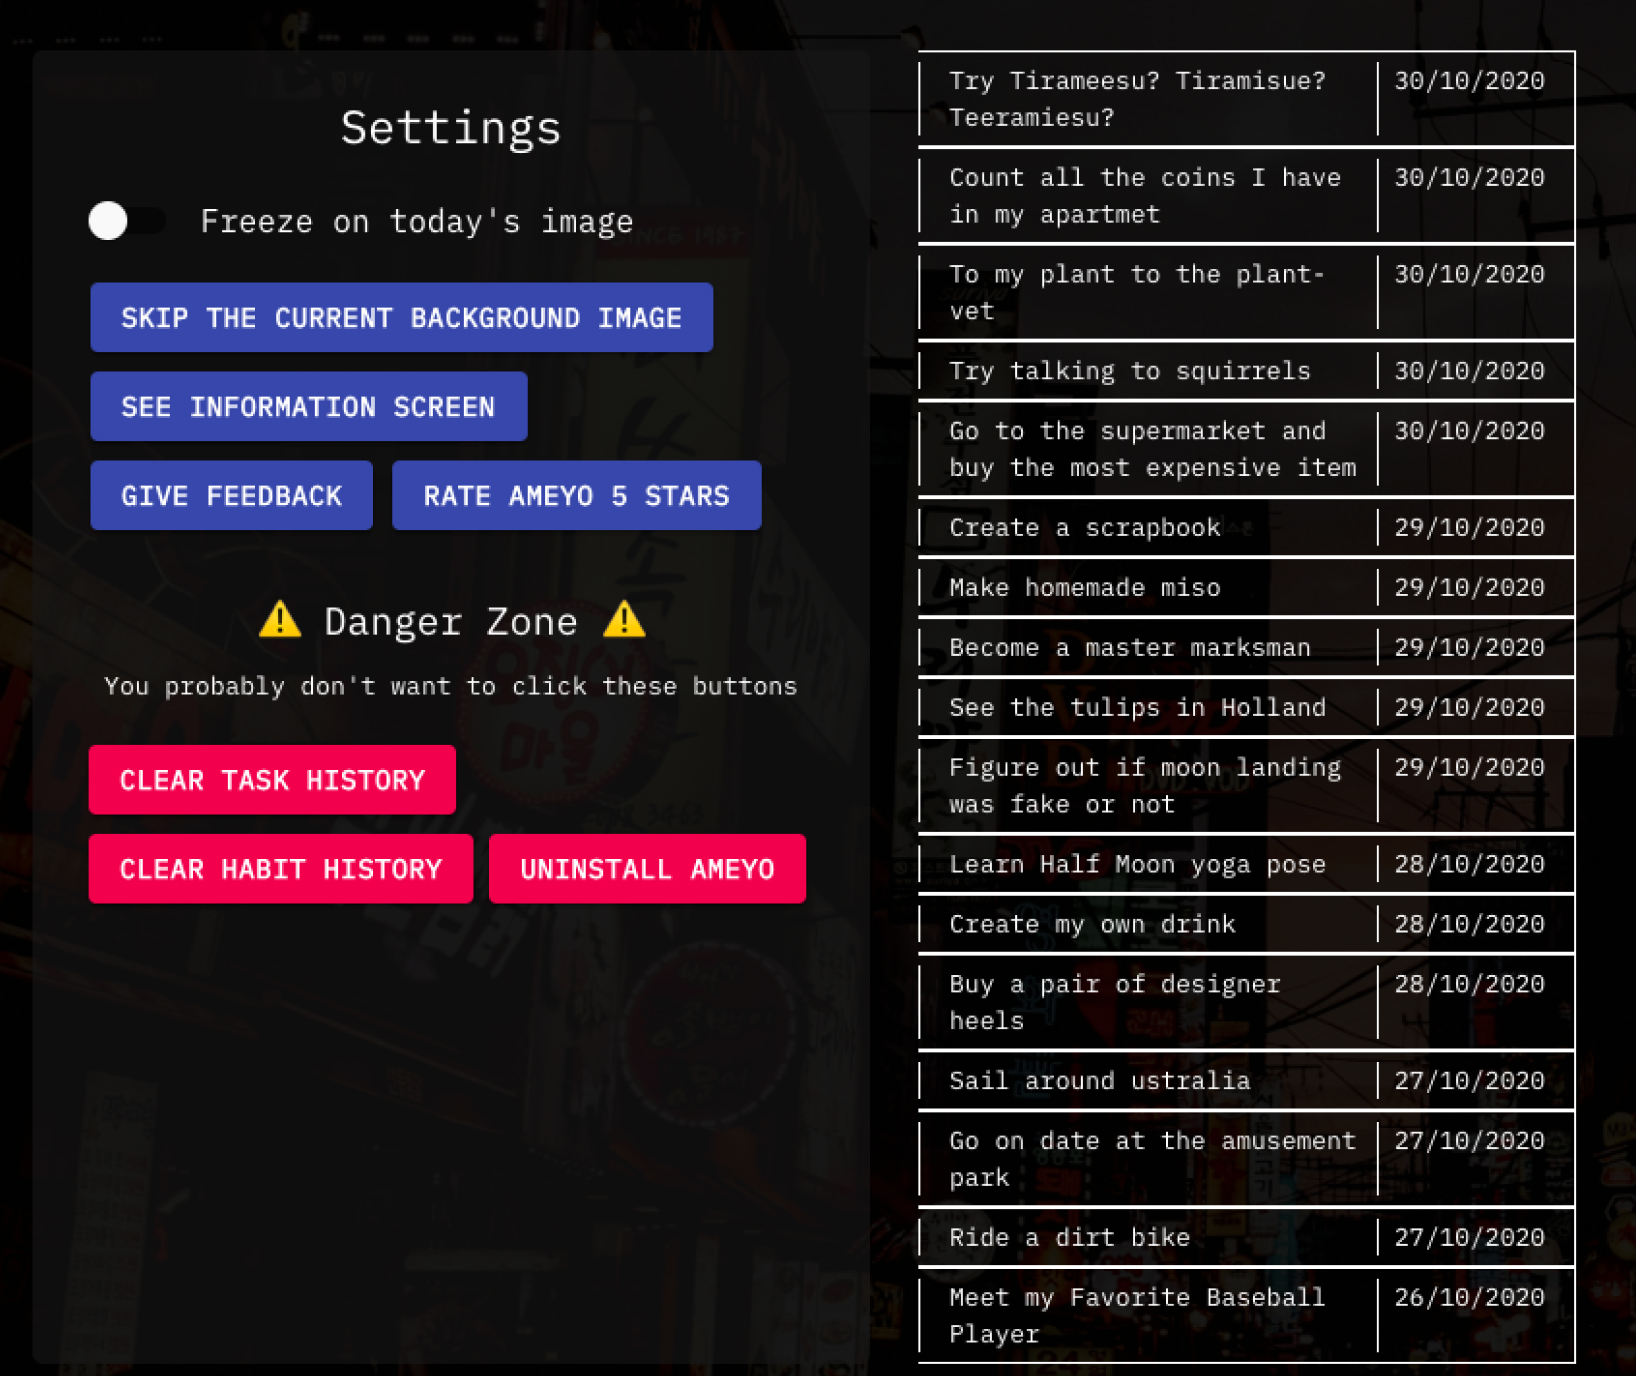 Settings
Freeze on today's image
SKIP THE CURRENT BACKGROUND IMAGE
SEE INFORMATION SCREEN
GIVE FEEDBACK
RATE AMEYO 5 STARS
Danger Zone
You probably don't want to click these buttons
CLEAR TASK HISTORY
CLEAR HABIT HISTORY
UNINSTALL AMEYO
Try Tirameesu? Tiramisue? 30/10/2020
Teeramiesu?
Count all the coins I have 30/10/2020
in my apartmet
To my plant to the plant- 30/10/2020
vet
Try talking to squirrels 30/10/2020
Go to the supermarket and 30/10/2020
buy the most expensive item
Create a scrapbook 29/10/2020
Make homemade miso 29/10/2020
Become a master marksman 29/10/2020
See the tulips in Holland 29/10/2020
Figure out if moon landing 29/10/2020
was fake or not
Learn Half Moon yoga pose 28/10/2020
Create my own drink 28/10/2020
Buy a pair of designer 28/10/2020
heels
Sail around ustralia 27/10/2020
Go on date at the amusement 27/10/2020
park
Ride a dirt bike 27/10/2020
Meet my Favorite Baseball 26/10/2020
Player